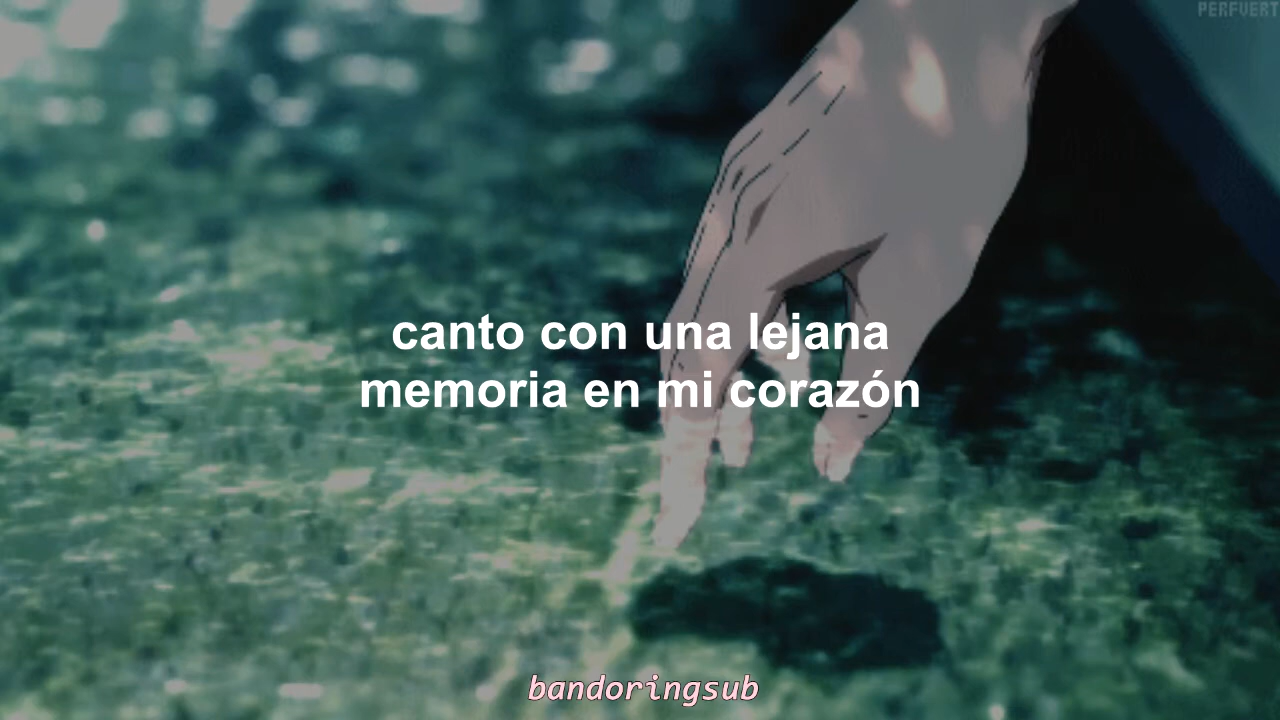 PERFVERT
canto con una lejana
memoria en mi corazón
bandoringsub